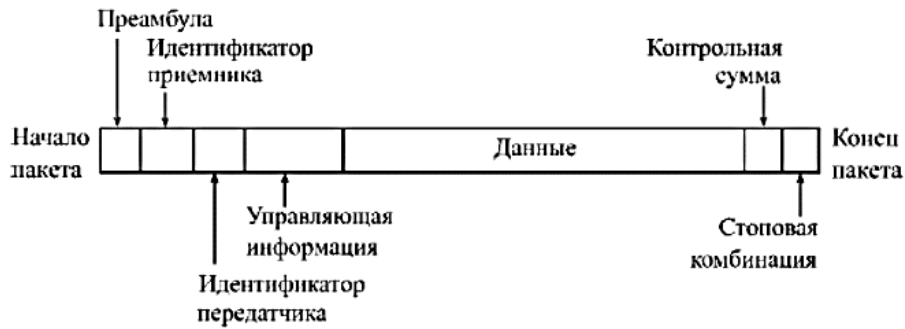 Преамбула
Идентификатор
приемника
Контрольная
сумма
Начало
пакета
Данные
Конец
пакета
Управляющая
информация
Стоповая
комбинация
Идентификатор
передатчика